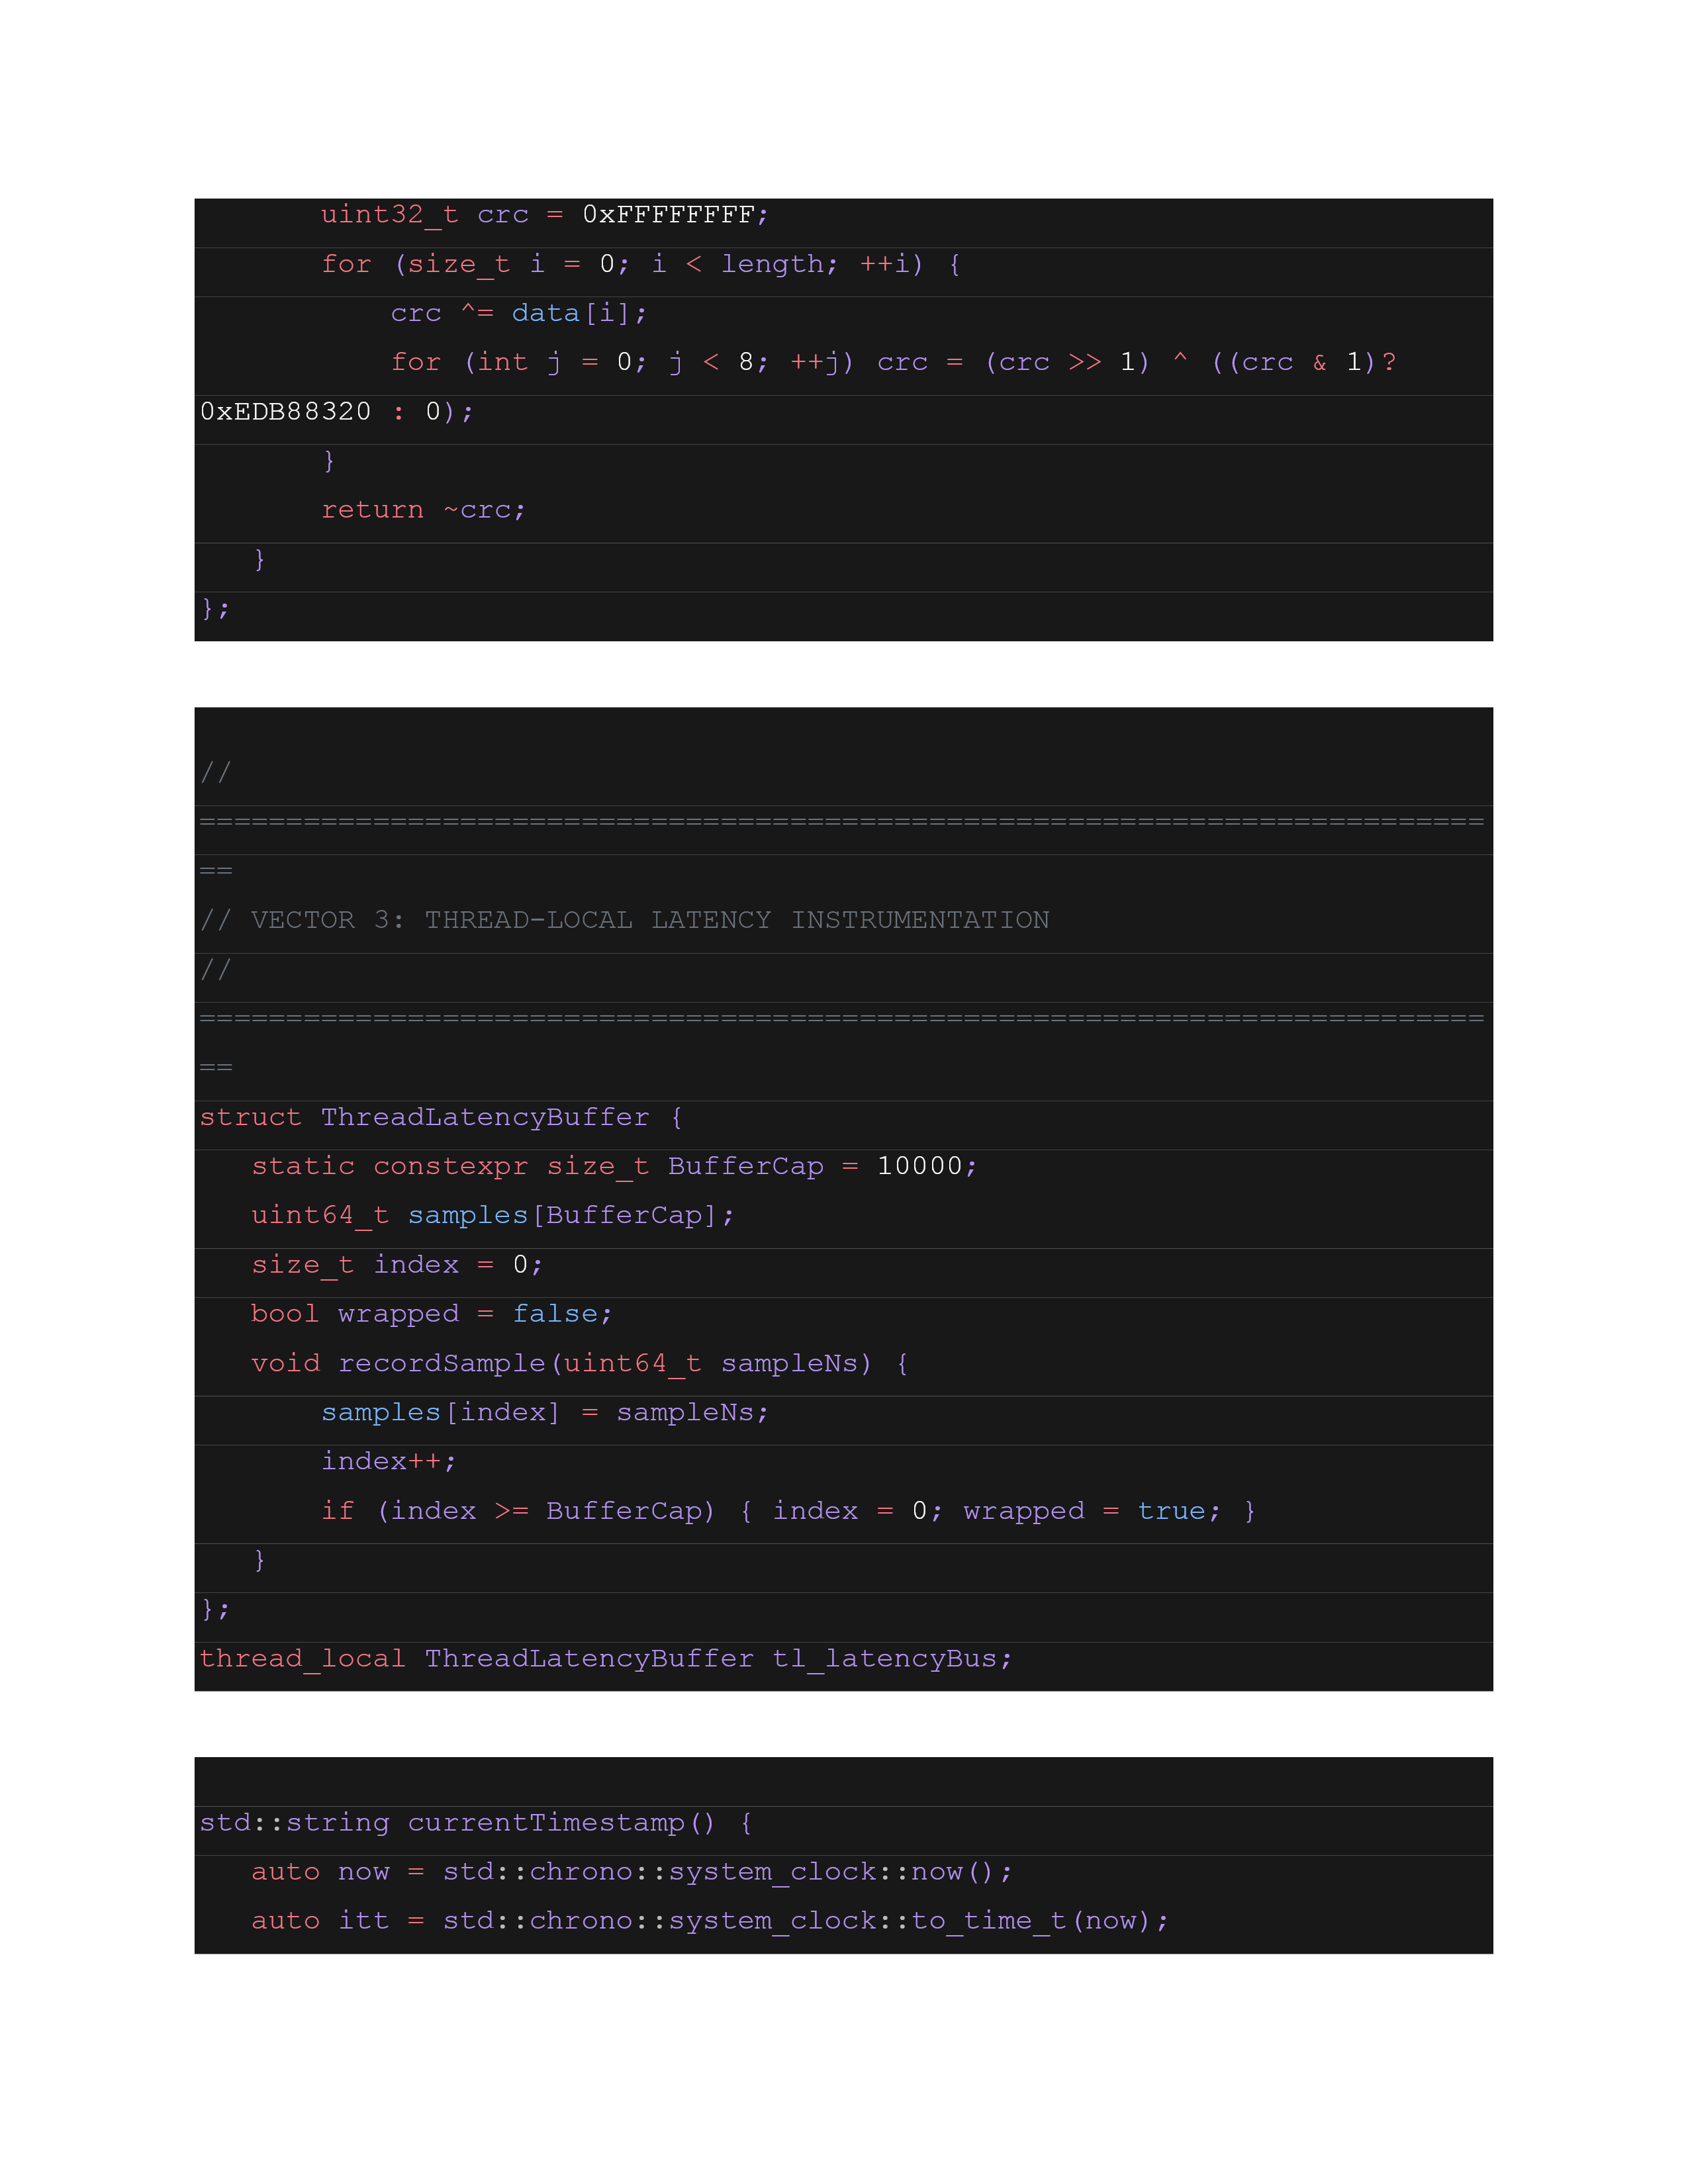 uint32_t crc = 0xFFFFFFFF;
for (size_t i = 0; i < length; ++i) {
crc ^= data[i];
for (int j = 0; j < 8; ++j) crc = (crc >> 1) ^ ((crc & 1)?
0xEDB88320 : 0);
}
return ~crc;
}
};
//
==========================================================================
==
// VECTOR 3: THREAD-LOCAL LATENCY INSTRUMENTATION
//
==========================================================================
==
struct ThreadLatencyBuffer {
static constexpr size_t BufferCap = 10000;
uint64_t samples[BufferCap];
size_t index = 0;
bool wrapped = false;
void recordSample(uint64_t sampleNs) {
samples[index] = sampleNs;
index++;
if (index >= BufferCap) { index = 0; wrapped = true; }
}
};
thread_local ThreadLatencyBuffer tl_latencyBus;
std::string currentTimestamp() {
auto now = std::chrono::system_clock::now();
auto itt = std::chrono::system_clock::to_time_t(now);